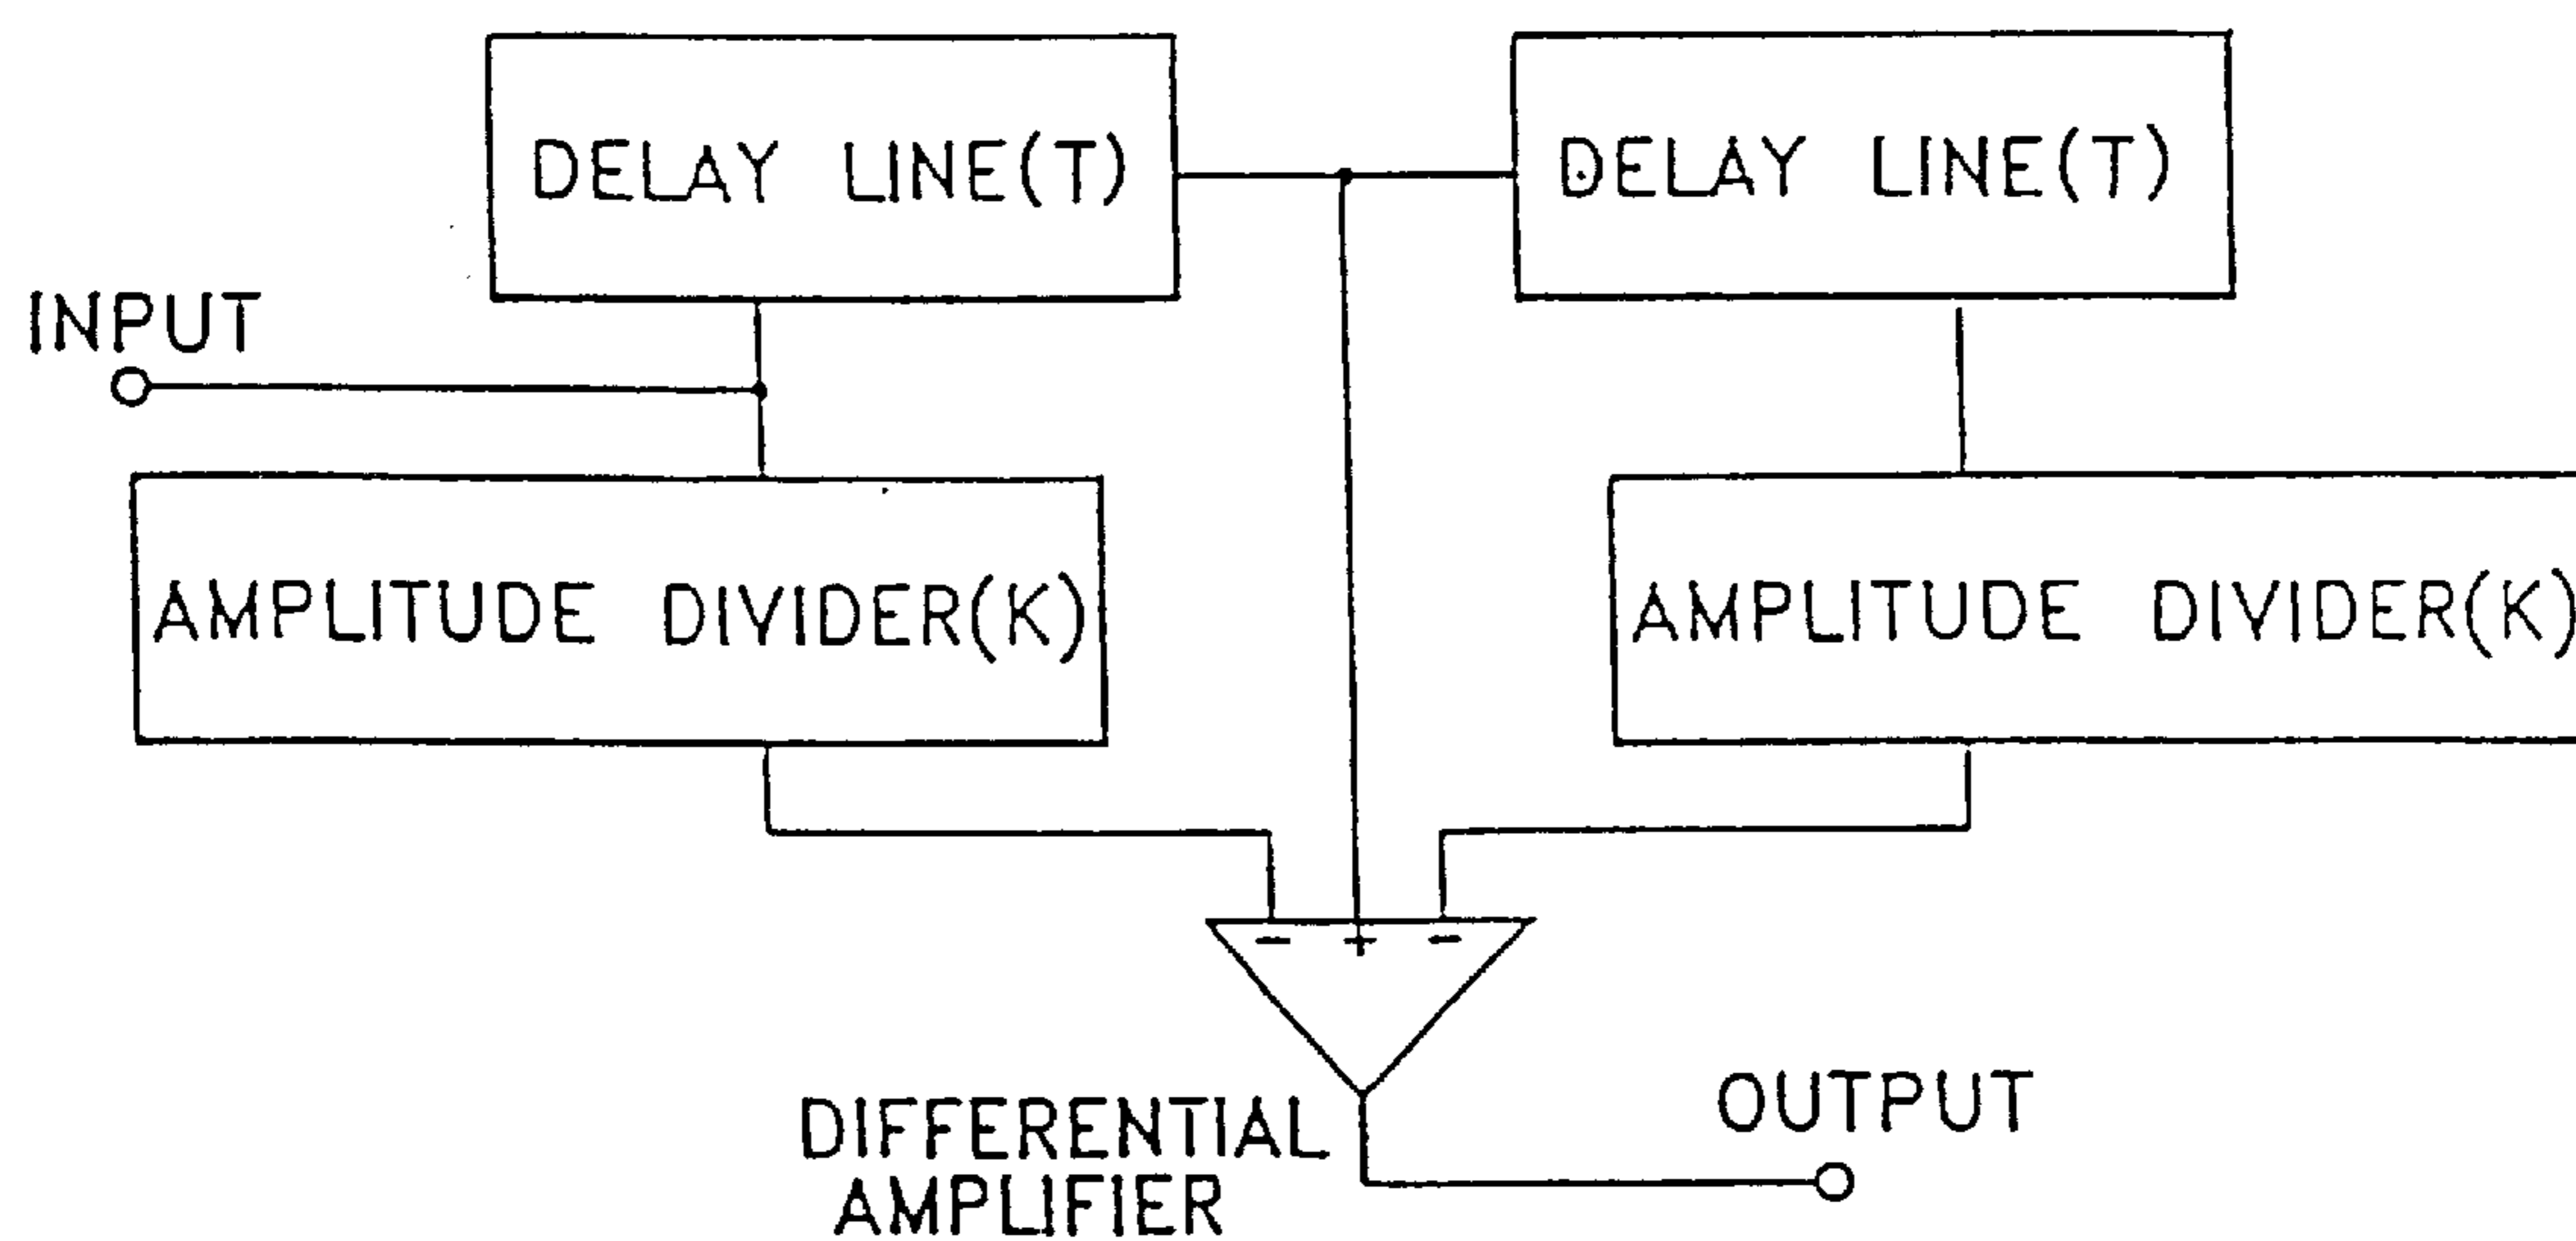 DELAY LINE(T)
DELAY LINE(T)
INPUT
AMPLITUDE DIVIDER(K)
AMPLITUDE DIVIDER(K)
- + -
DIFFERENTIAL
AMPLIFIER
OUTPUT